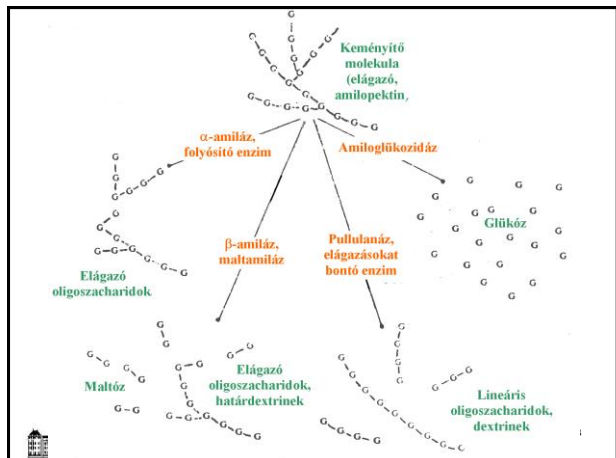 Keményítő
molekula
(elágazó,
amilopektin,
α-amiláz,
folyósító enzim
Amiloglükozidáz
Glükóz
β-amiláz,
maltamiláz
Pullulanáz,
elágazásokat
bontó enzim
Elágazó
oligoszacharidok
Maltóz
Elágazó
oligoszacharidok,
határdextrinek
Lineáris
oligoszacharidok,
dextrinek